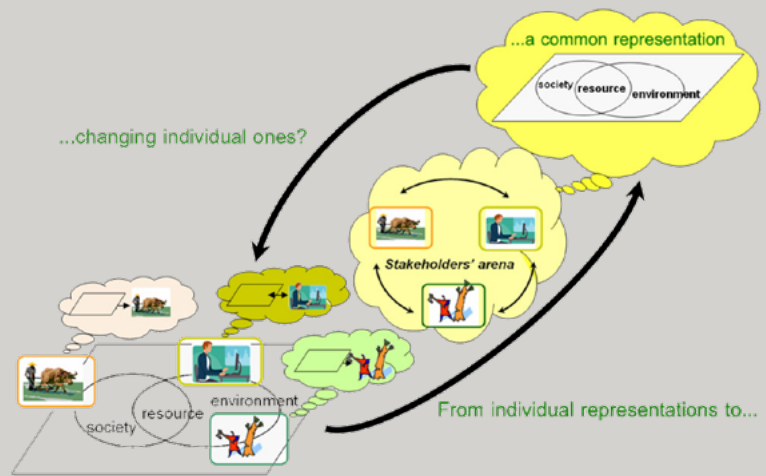 ...a common representation
society
resource
environment
...changing individual ones?
Stakeholders' arena
environment
resource
society
From individual representations to...